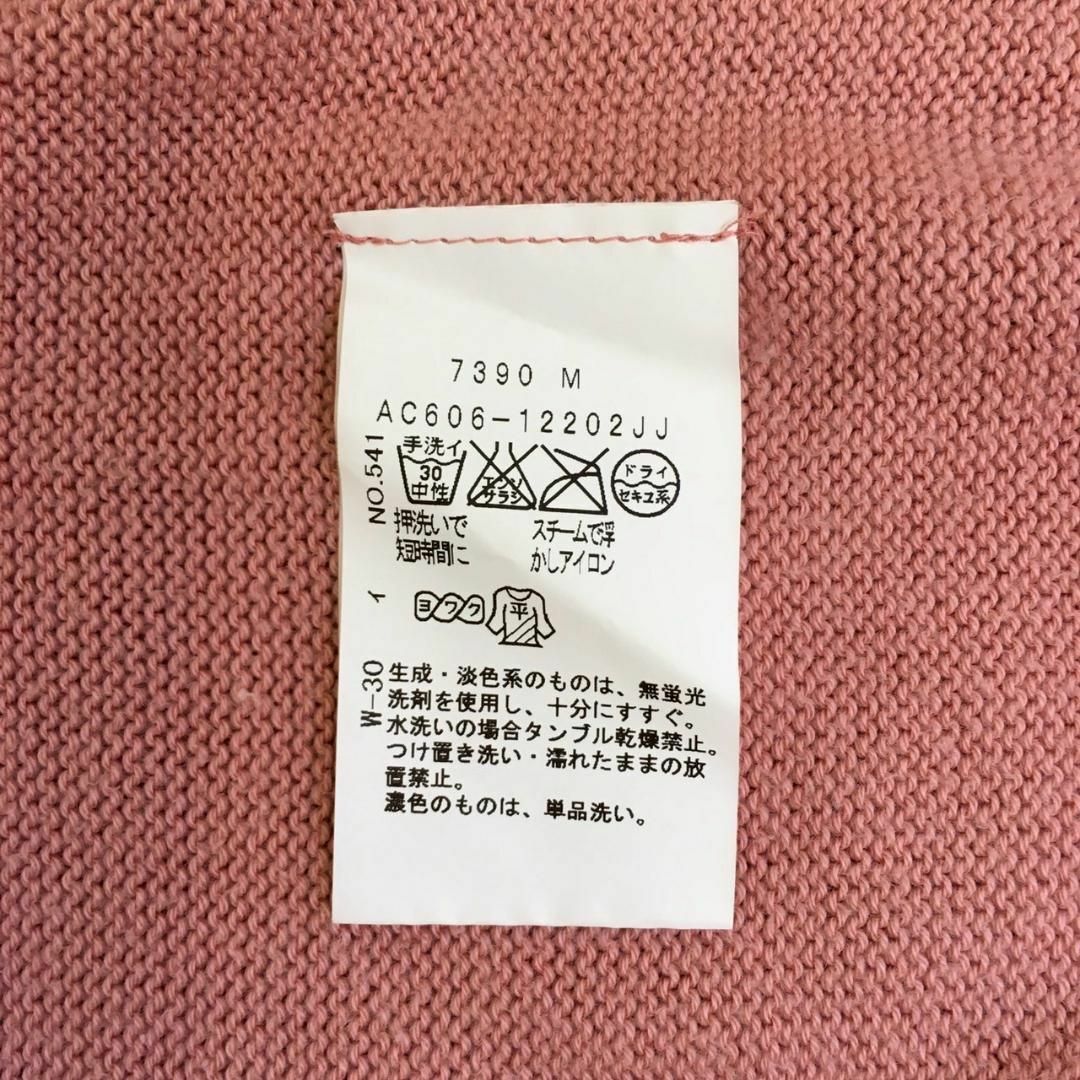 7390 M
AC606-12202JJ
NO.541
手洗イ
30
中性
エンソ
サラシ
ドライ
セキユ系
押洗いで
短時間に
スチームで浮
かしアイロン
イ
ヨワク
平
W-30
生成・淡色系のものは、無蛍光
洗剤を使用し、十分にすすぐ。
水洗いの場合タンブル乾燥禁止。
つけ置き洗い・濡れたままの放
置禁止。
濃色のものは、単品洗い。